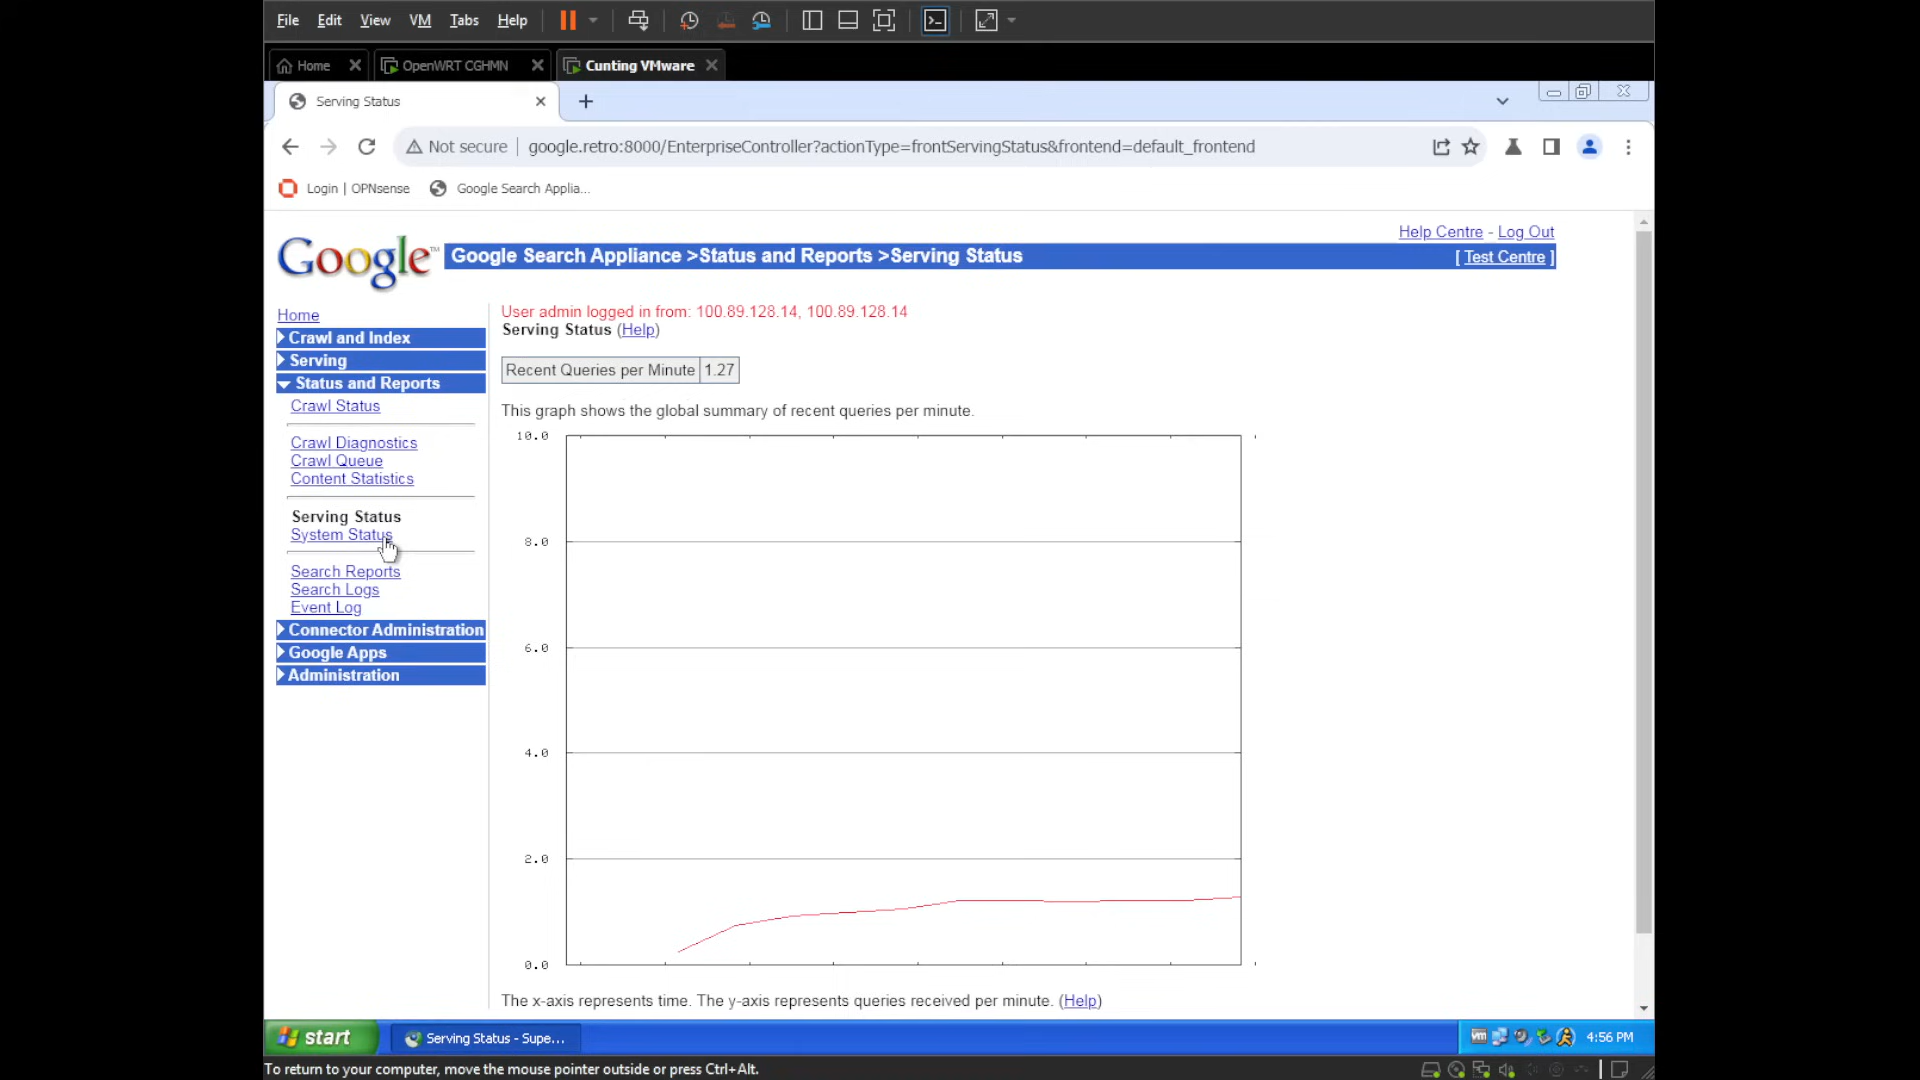 File Edit View VM Tabs Help
Home OpenWRT CGHMN Cunting VMware
Serving Status
Not secure google.retro:8000/EnterpriseController?actionType=frontServingStatus&frontend=default_frontend
Login | OPNsense Google Search Applia...
Help Centre - Log Out
Google™ Google Search Appliance >Status and Reports >Serving Status [ Test Centre ]
Home
Crawl and Index
Serving
Status and Reports
Crawl Status
Crawl Diagnostics
Crawl Queue
Content Statistics
Serving Status
System Status
Search Reports
Search Logs
Event Log
Connector Administration
Google Apps
Administration
User admin logged in from: 100.89.128.14, 100.89.128.14
Serving Status (Help)
Recent Queries per Minute 1.27
This graph shows the global summary of recent queries per minute.
10.0
8.0
6.0
4.0
2.0
0.0
The x-axis represents time. The y-axis represents queries received per minute. (Help)
start Serving Status - Supe... 4:56 PM
To return to your computer, move the mouse pointer outside or press Ctrl+Alt.